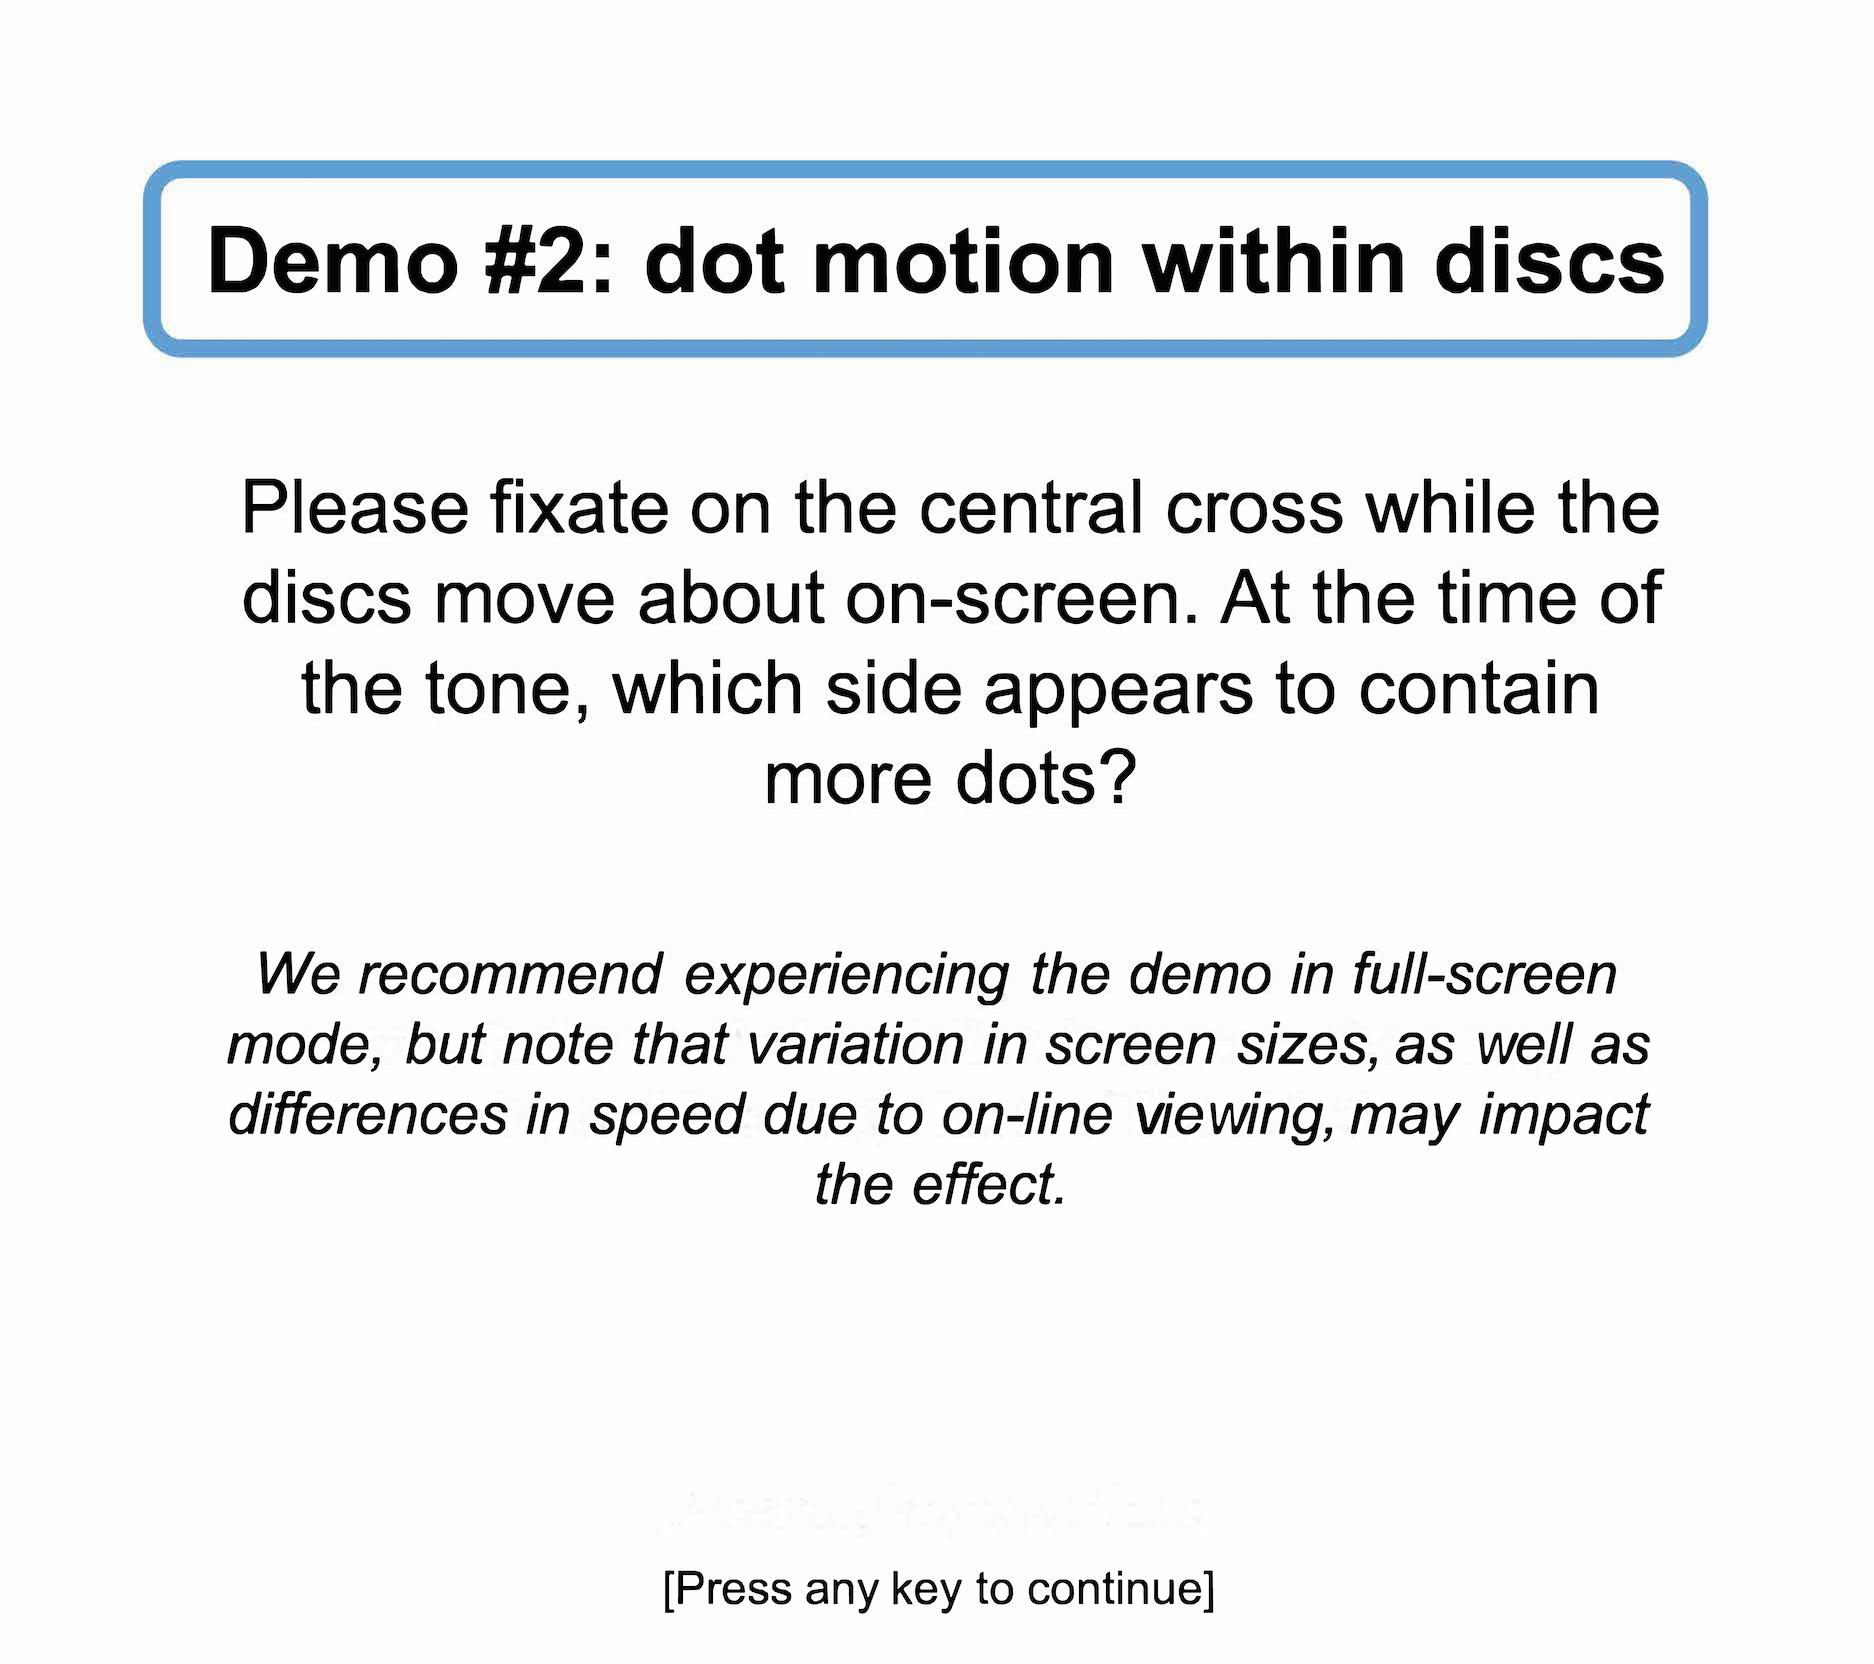 Demo #2: dot motion within discs
Please fixate on the central cross while the
discs move about on-screen. At the time of
the tone, which side appears to contain
more dots?
We recommend experiencing the demo in full-screen
mode, but note that variation in screen sizes, as well as
differences in speed due to on-line viewing, may impact
the effect.
[Press any key to continue]